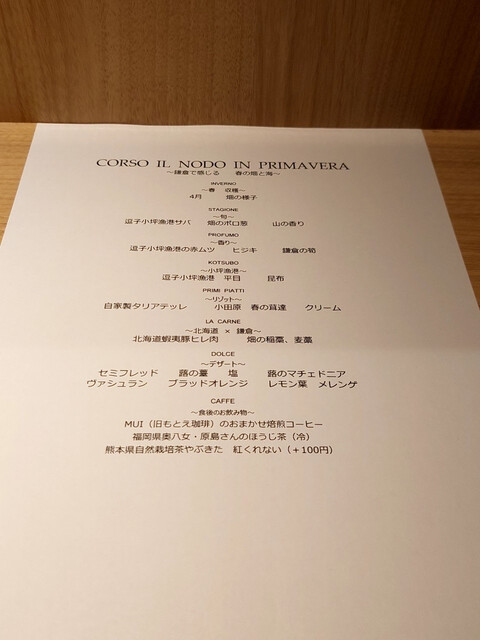 CORSO IL NODO IN PRIMAVERA
～鎌倉で感じる 春の畑と海～
INVERNO
～春 収穫～
4月 畑の様子
STAGIONE
～旬～
逗子小坪漁港サバ 畑のポロ葱 山の香り
PROFUMO
～香り～
逗子小坪漁港の赤ムツ ヒジキ 鎌倉の筍
KOTSUBO
～小坪漁港～
逗子小坪漁港 平目 昆布
PRIMI PIATTI
～リゾット～
自家製タリアテッレ 小田原 春の茸達 クリーム
LA CARNE
～北海道 × 鎌倉～
北海道蝦夷豚ヒレ肉 畑の稲藁、麦藁
DOLCE
～デザート～
セミフレッド 蕗の薹 塩 蕗のマチェドニア
ヴァシュラン ブラッドオレンジ レモン葉 メレンゲ
CAFFE
～食後のお飲み物～
MUI（旧もとえ珈琲）のおまかせ焙煎コーヒー
福岡県奥八女・原島さんのほうじ茶（冷）
熊本県自然栽培茶やぶきた 紅くれない（＋100円）